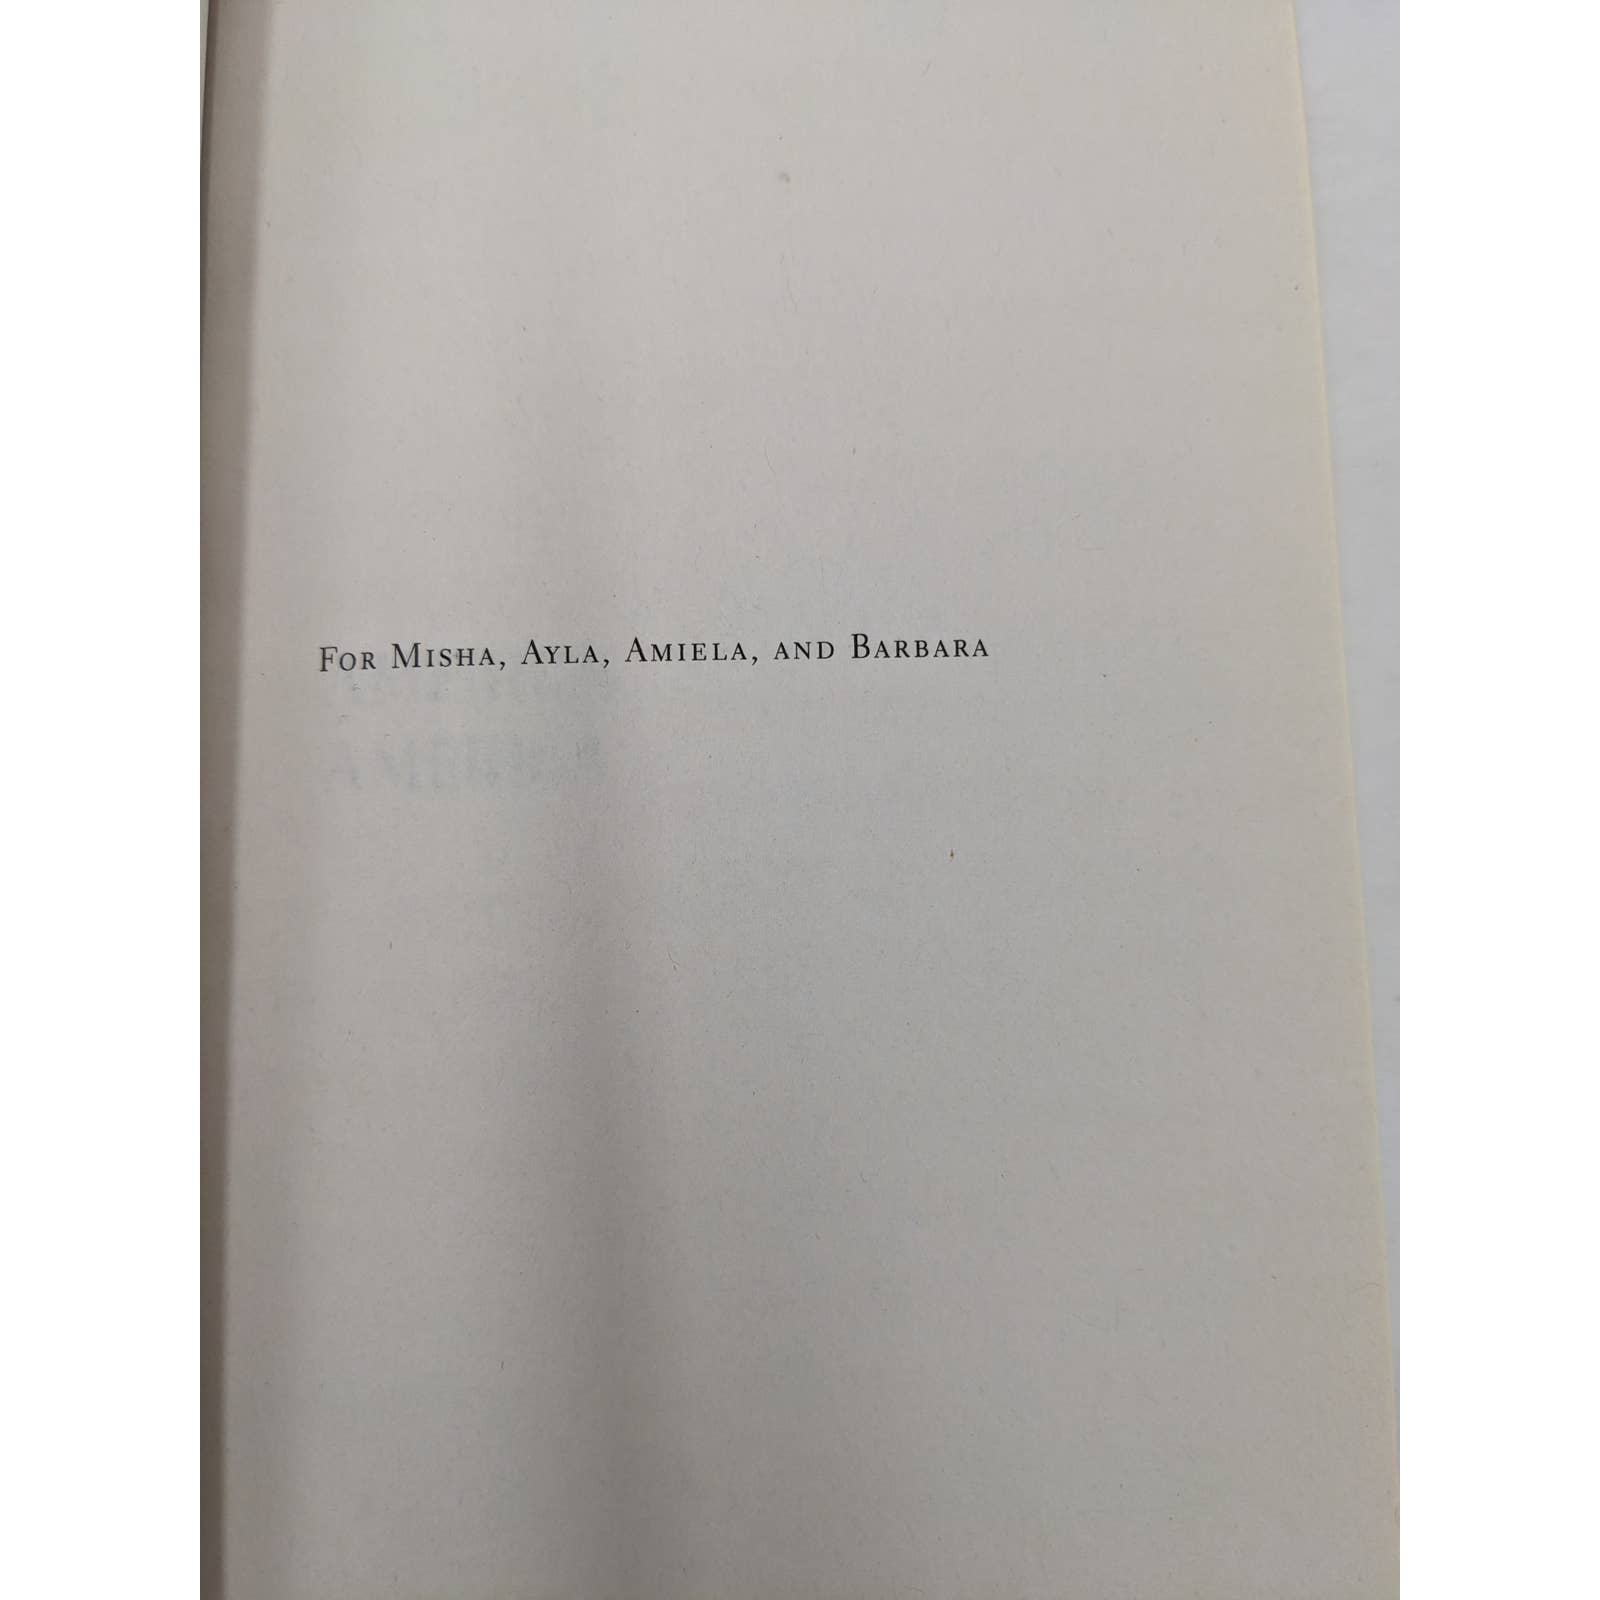 For Misha, Ayla, Amiela, and Barbara